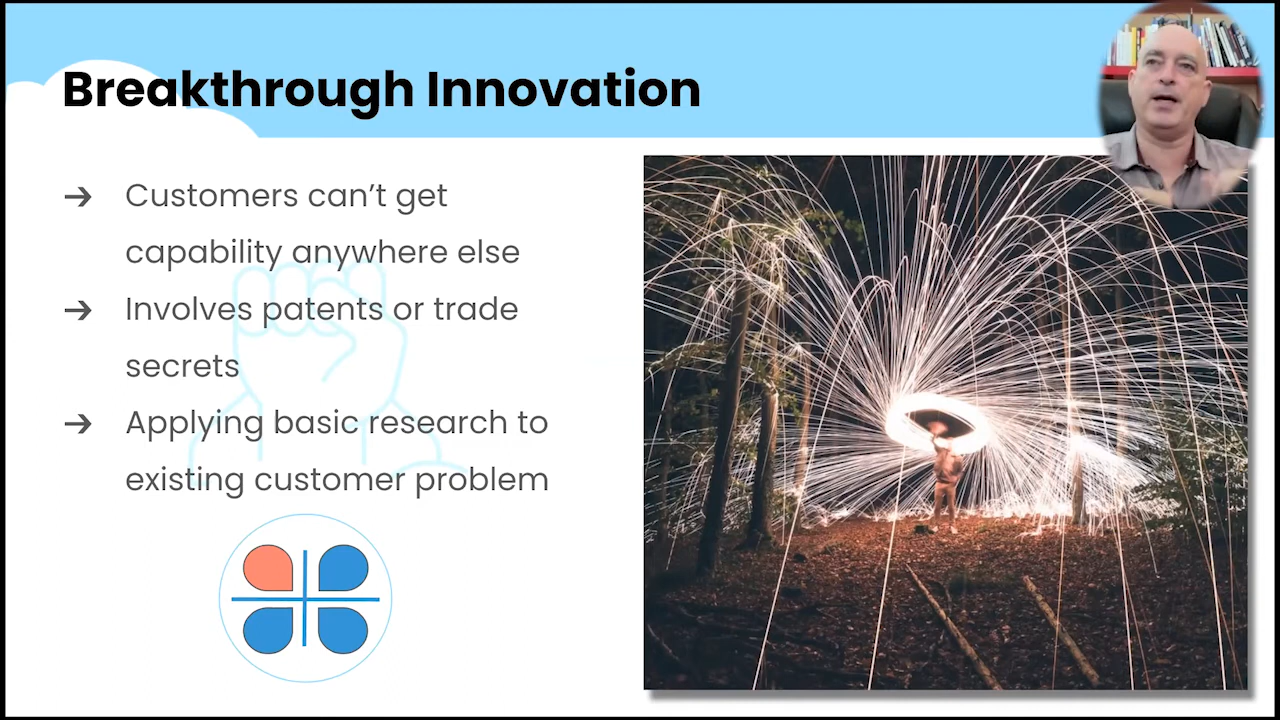 Breakthrough Innovation
➔ Customers can’t get
capability anywhere else
➔ Involves patents or trade
secrets
➔ Applying basic research to
existing customer problem